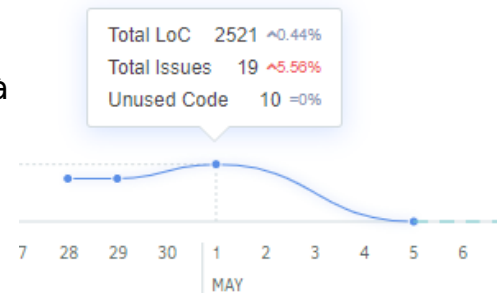 Total LoC 2521 ^0.44%
Total Issues 19 ^5.56%
Unused Code 10 =0%
à
7 28 29 30 1 2 3 4 5 6
MAY